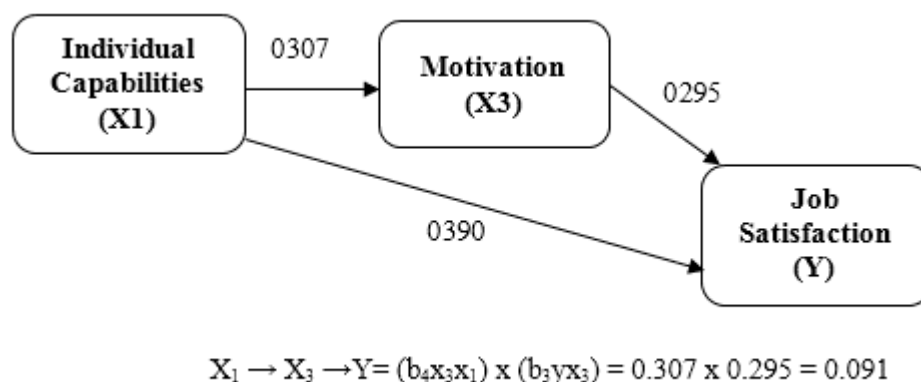 Individual
Capabilities
(X1)
0307
Motivation
(X3)
0295
0390
Job
Satisfaction
(Y)
X₁ → X₃ →Y= (b₄x₃x₁) x (b₃yx₃) = 0.307 x 0.295 = 0.091